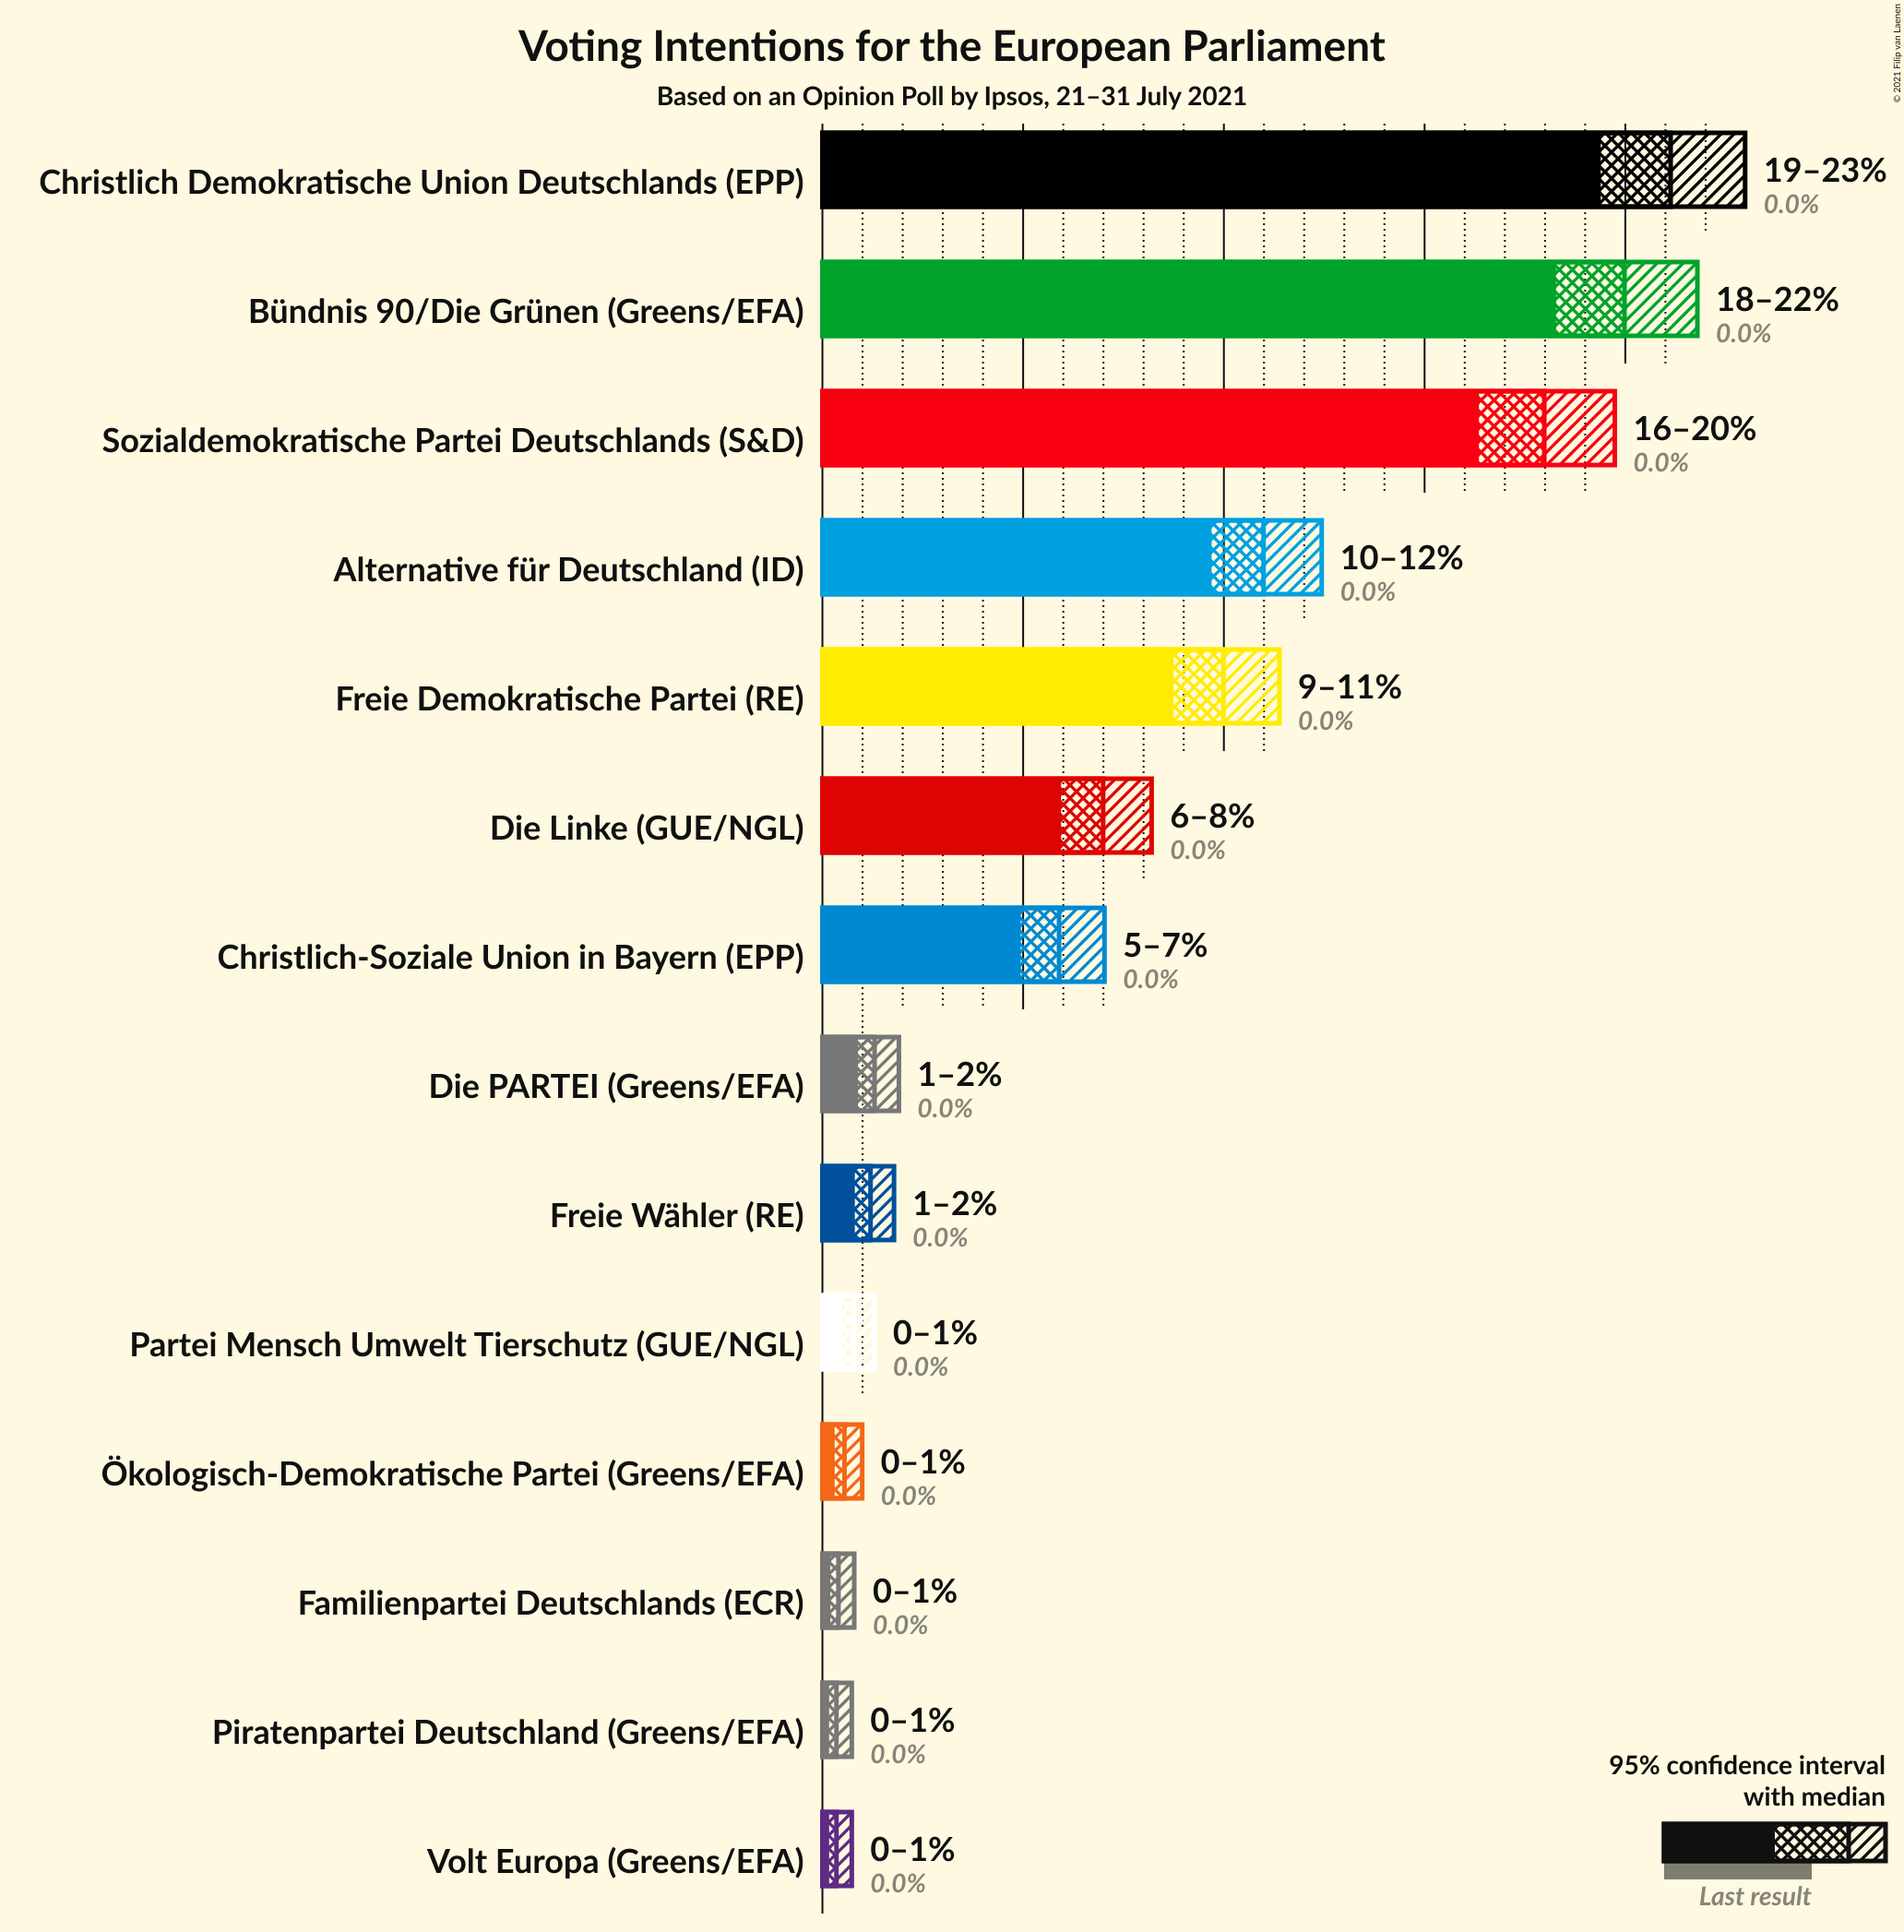 Voting Intentions for the European Parliament
Based on an Opinion Poll by Ipsos, 21–31 July 2021
© 2021 Filip van Laenen
Christlich Demokratische Union Deutschlands (EPP)
19–23%
0.0%
Bündnis 90/Die Grünen (Greens/EFA)
18–22%
0.0%
Sozialdemokratische Partei Deutschlands (S&D)
16–20%
0.0%
Alternative für Deutschland (ID)
10–12%
0.0%
Freie Demokratische Partei (RE)
9–11%
0.0%
Die Linke (GUE/NGL)
6–8%
0.0%
Christlich-Soziale Union in Bayern (EPP)
5–7%
0.0%
Die PARTEI (Greens/EFA)
1–2%
0.0%
Freie Wähler (RE)
1–2%
0.0%
Partei Mensch Umwelt Tierschutz (GUE/NGL)
0–1%
0.0%
Ökologisch-Demokratische Partei (Greens/EFA)
0–1%
0.0%
Familienpartei Deutschlands (ECR)
0–1%
0.0%
Piratenpartei Deutschland (Greens/EFA)
0–1%
0.0%
Volt Europa (Greens/EFA)
0–1%
0.0%
95% confidence interval
with median
Last result